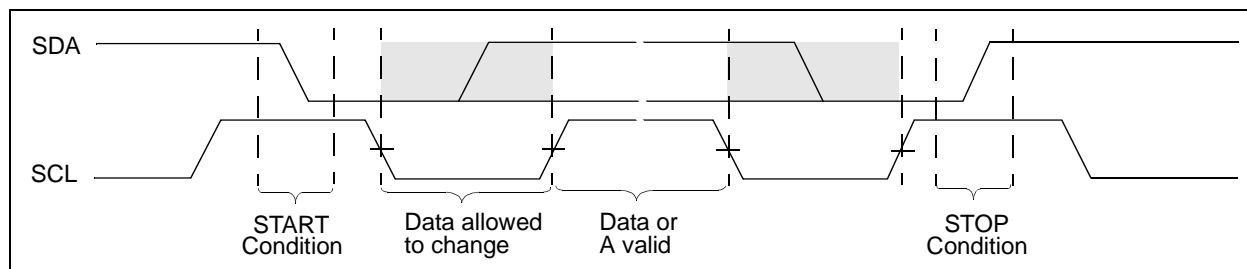 SDA
SCL
START
Condition
Data allowed
to change
Data or
A valid
STOP
Condition